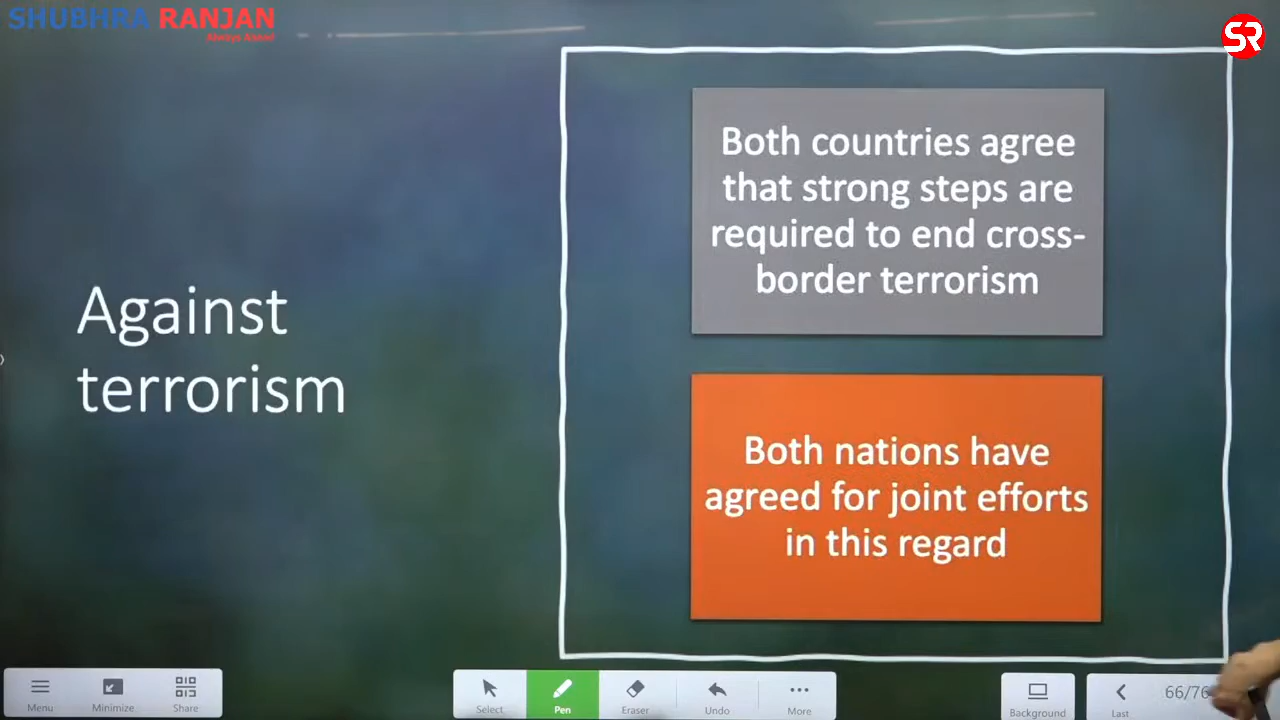 SHUBHRA RANJAN
Always Ahead
SR
Both countries agree
that strong steps are
required to end cross-
border terrorism
Against
terrorism
Both nations have
agreed for joint efforts
in this regard
Menu
Minimize
Share
Select
Pen
Eraser
Undo
More
Background
Last
66/76